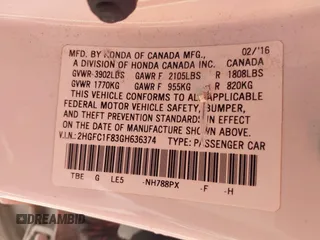 MFD. BY HONDA OF CANADA MFG., 02/16
A DIVISION OF HONDA CANADA INC. CANADA
GVWR-3902LBS GAWR F 2105LBS R 1808LBS
GVWR 1770KG GAWR F 955KG R 820KG
THIS VEHICLE CONFORMS TO ALL APPLICABLE
FEDERAL MOTOR VEHICLE SAFETY, BUMPER,
AND THEFT PREVENTION STANDARDS IN EFFECT ON
THE DATE OF MANUFACTURE SHOWN ABOVE.
V.I.N.: 2HGFC1F83GH636374 TYPE: PASSENGER CAR
TBE G LE5 -NH788PX -F -H
DREAMBID